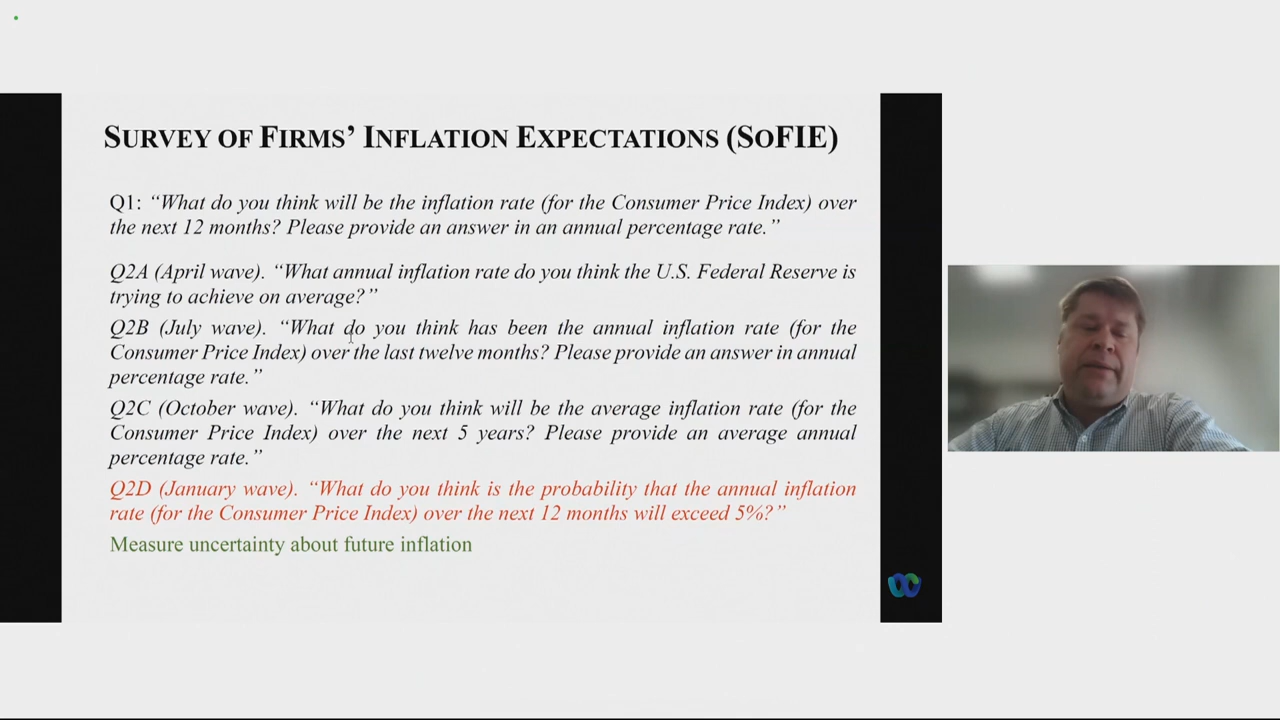 SURVEY OF FIRMS' INFLATION EXPECTATIONS (SOFIE)
Q1: “What do you think will be the inflation rate (for the Consumer Price Index) over
the next 12 months? Please provide an answer in an annual percentage rate.”
Q2A (April wave). “What annual inflation rate do you think the U.S. Federal Reserve is
trying to achieve on average?”
Q2B (July wave). “What do you think has been the annual inflation rate (for the
Consumer Price Index) over the last twelve months? Please provide an answer in annual
percentage rate.”
Q2C (October wave). “What do you think will be the average inflation rate (for the
Consumer Price Index) over the next 5 years? Please provide an average annual
percentage rate.”
Q2D (January wave). “What do you think is the probability that the annual inflation
rate (for the Consumer Price Index) over the next 12 months will exceed 5%?”
Measure uncertainty about future inflation